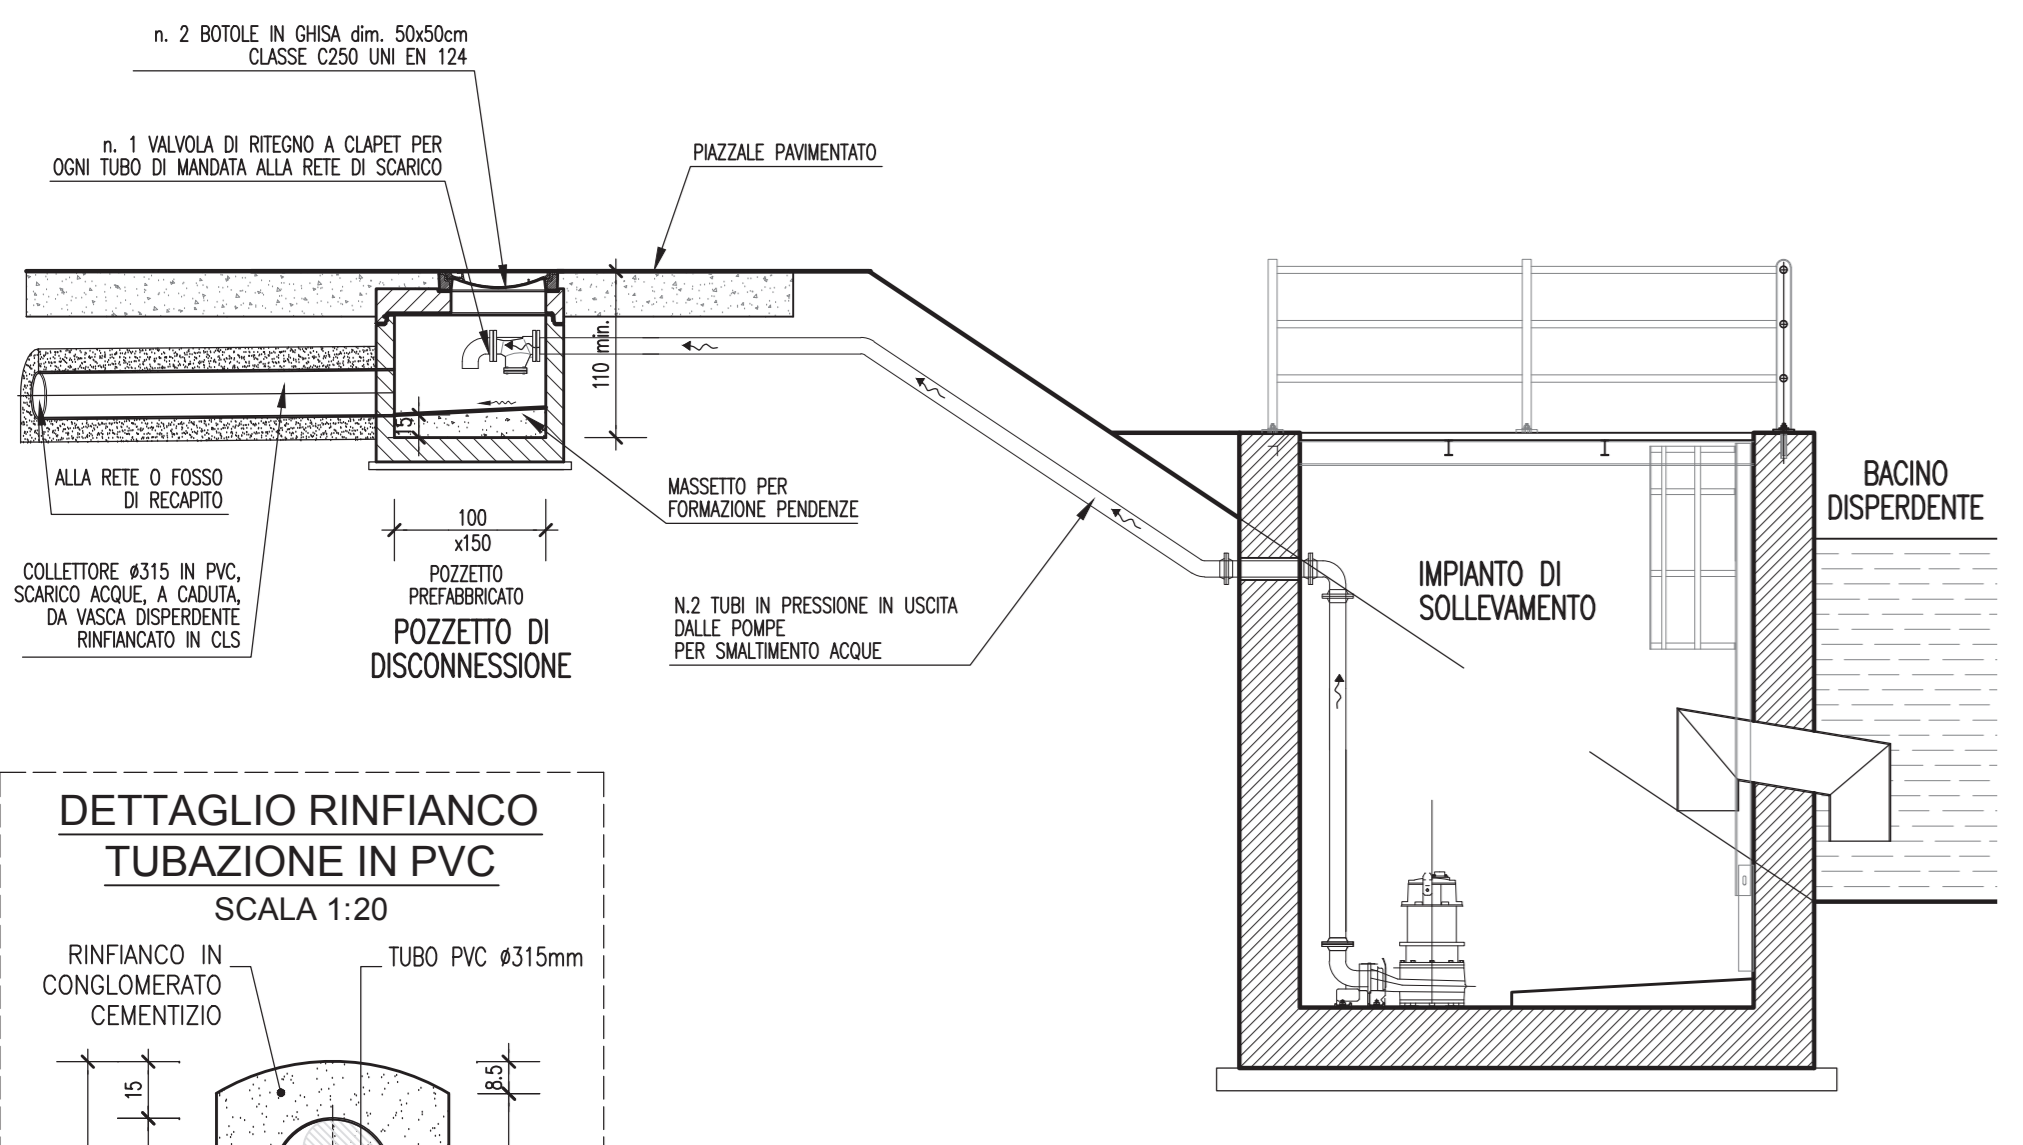 n. 2 BOTOLE IN GHISA dim. 50x50cm
CLASSE C250 UNI EN 124
n. 1 VALVOLA DI RITEGNO A CLAPET PER
OGNI TUBO DI MANDATA ALLA RETE DI SCARICO
PIAZZALE PAVIMENTATO
110 min.
15
ALLA RETE O FOSSO
DI RECAPITO
MASSETTO PER
FORMAZIONE PENDENZE
100
x150
POZZETTO
PREFABBRICATO
POZZETTO DI
DISCONNESSIONE
COLLETTORE ø315 IN PVC,
SCARICO ACQUE, A CADUTA,
DA VASCA DISPERDENTE
RINFIANCATO IN CLS
N.2 TUBI IN PRESSIONE IN USCITA
DALLE POMPE
PER SMALTIMENTO ACQUE
IMPIANTO DI
SOLLEVAMENTO
BACINO
DISPERDENTE
DETTAGLIO RINFIANCO
TUBAZIONE IN PVC
SCALA 1:20
RINFIANCO IN
CONGLOMERATO
CEMENTIZIO
TUBO PVC ø315mm
15
8.5